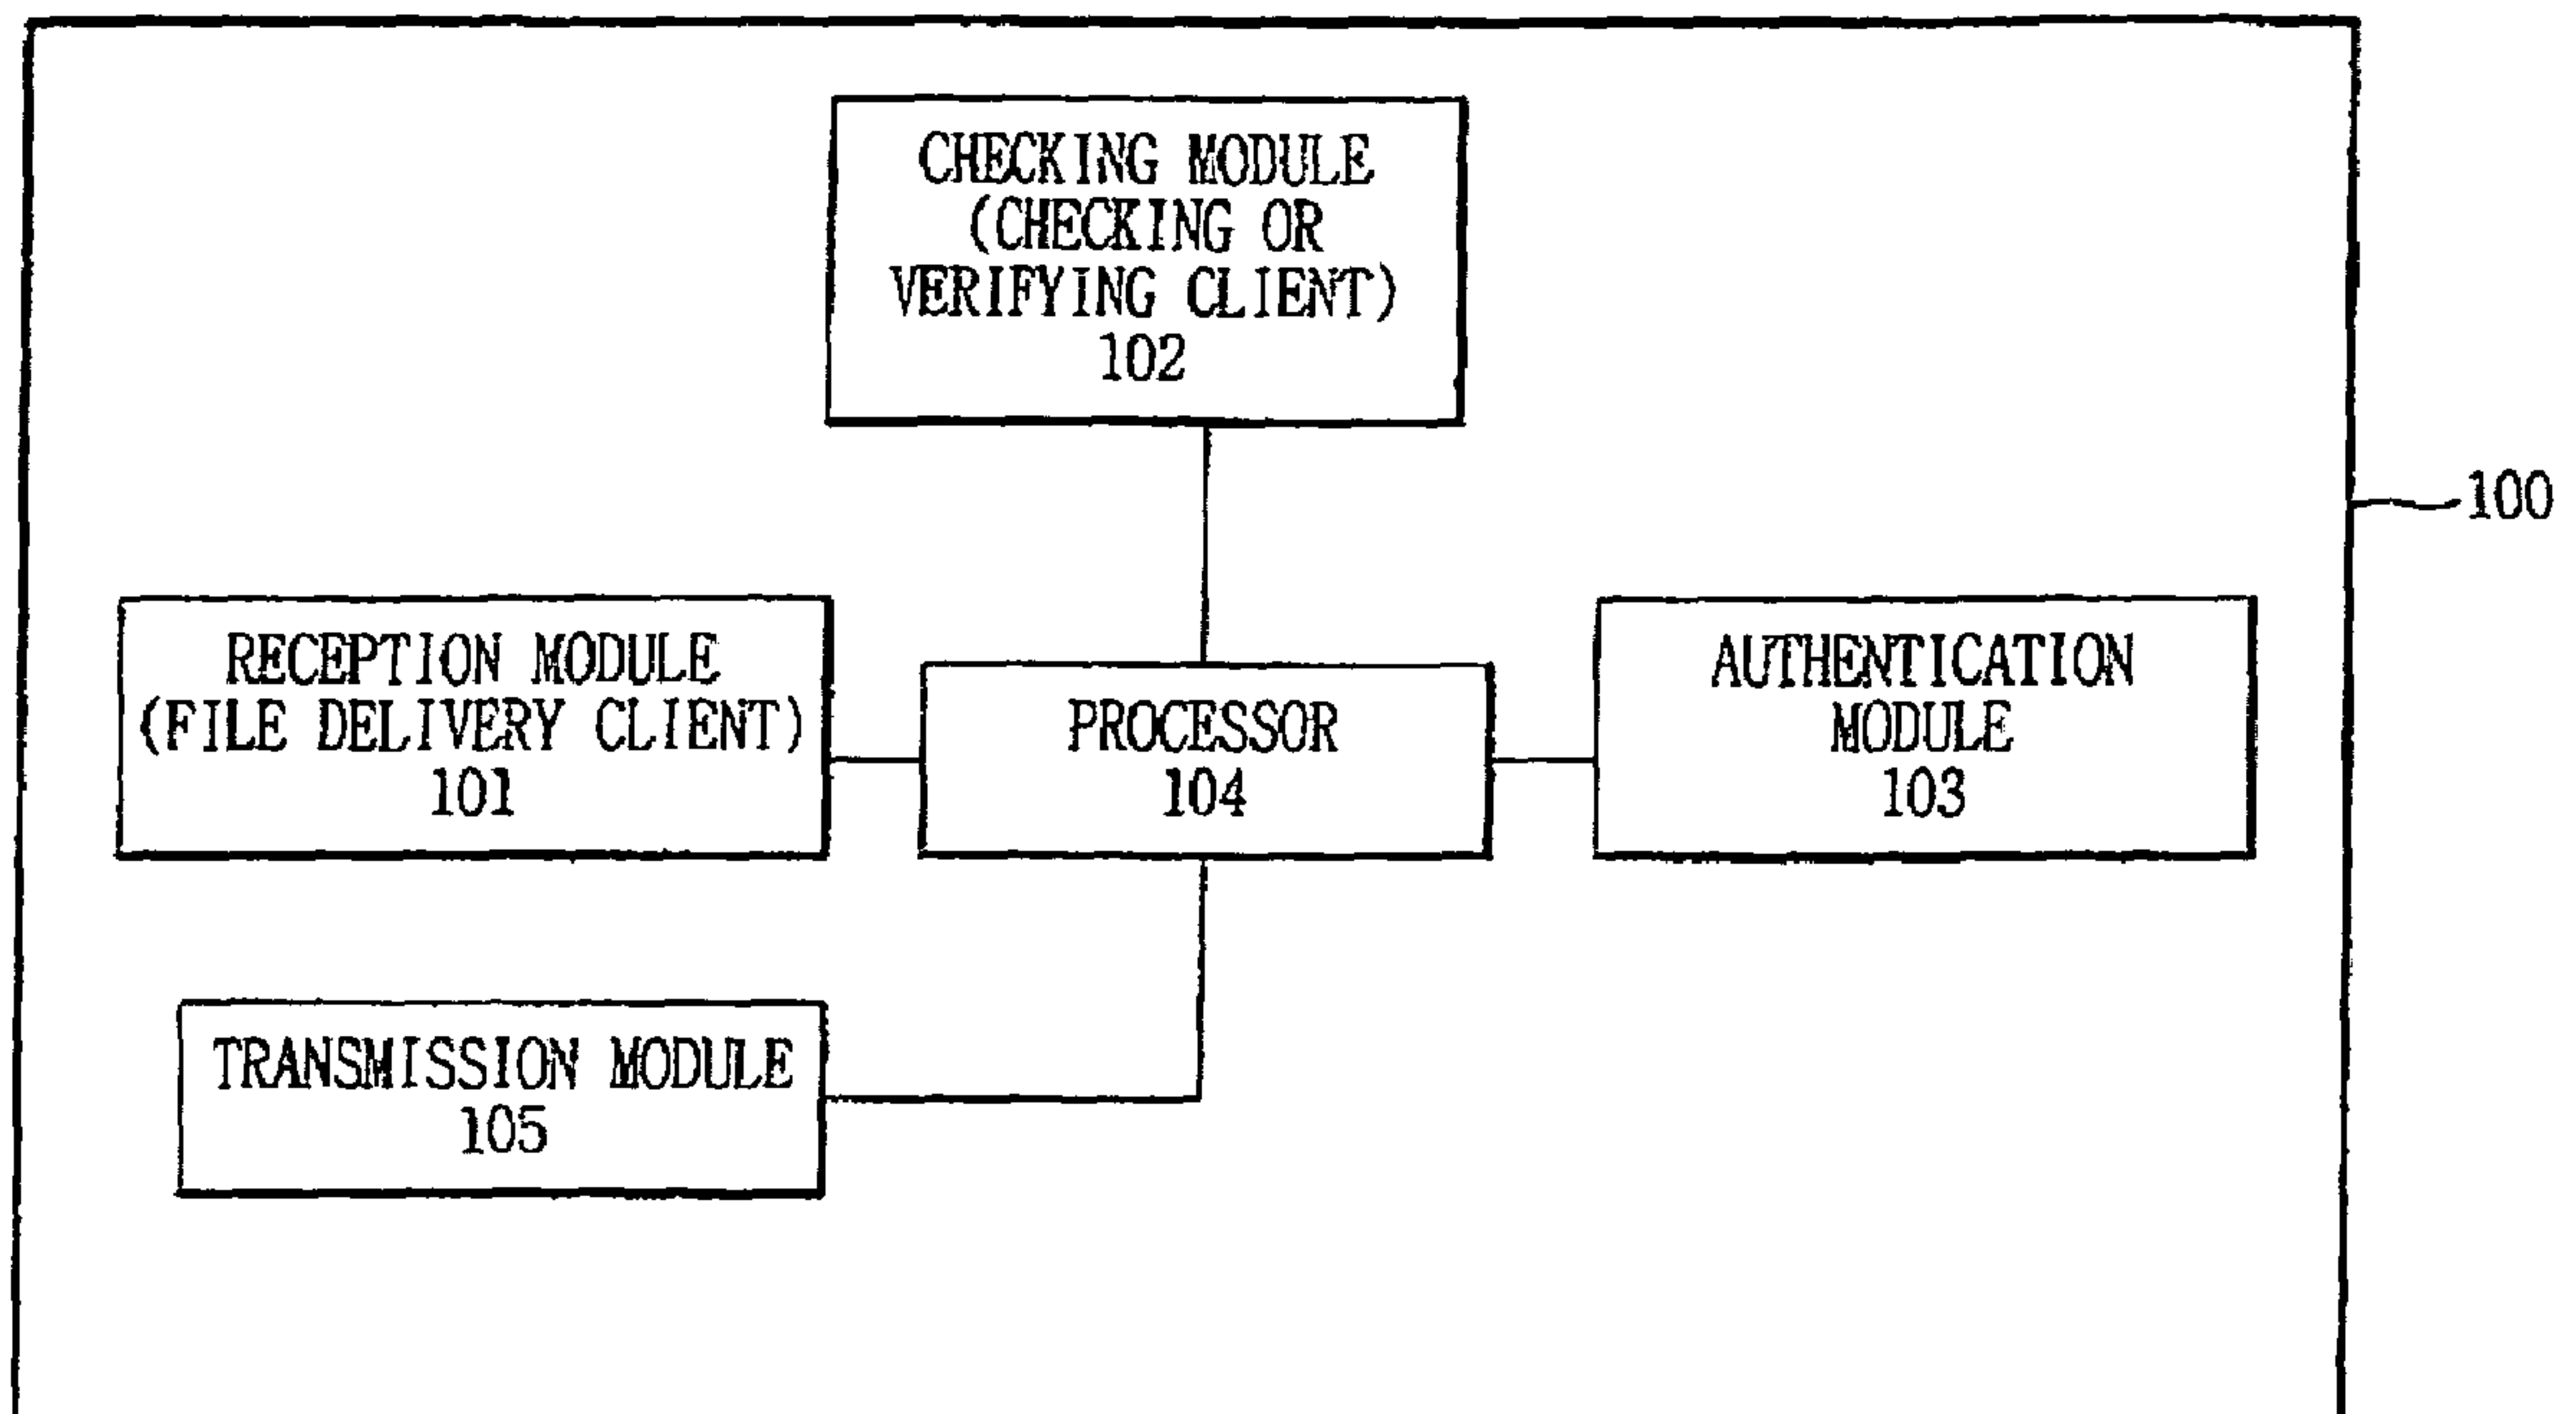 CHECKING MODULE
(CHECKING OR
VERIFYING CLIENT)
102
100
RECEPTION MODULE
(FILE DELIVERY CLIENT)
101
PROCESSOR
104
AUTHENTICATION
MODULE
103
TRANSMISSION MODULE
105